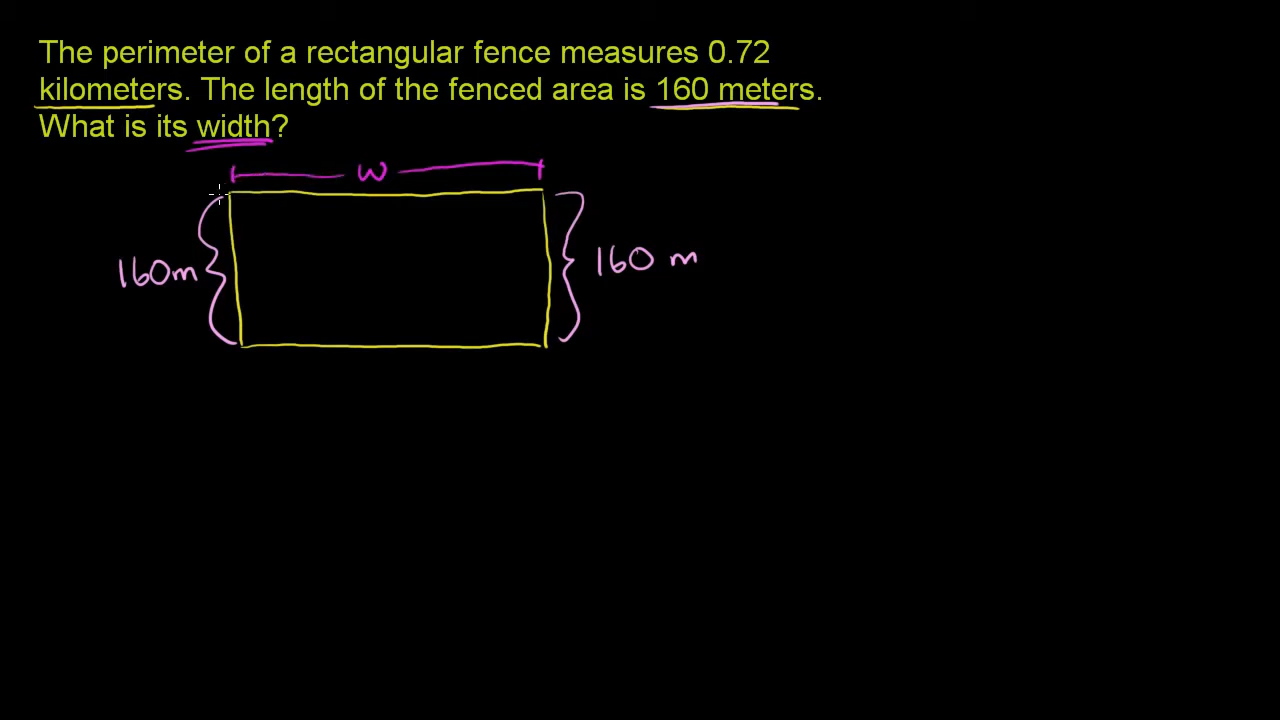 The perimeter of a rectangular fence measures 0.72
kilometers. The length of the fenced area is 160 meters.
What is its width?
w
160m
160 m